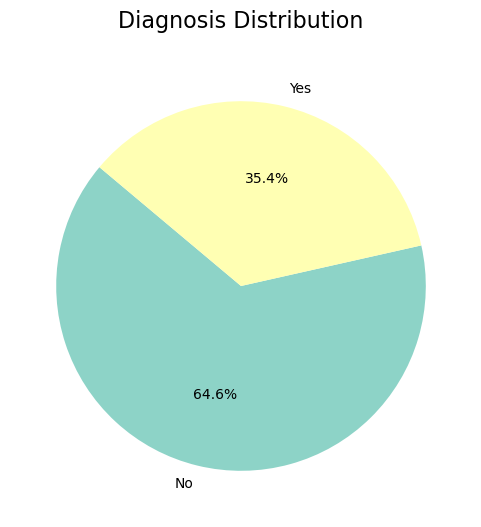 Diagnosis Distribution
Yes
35.4%
64.6%
No